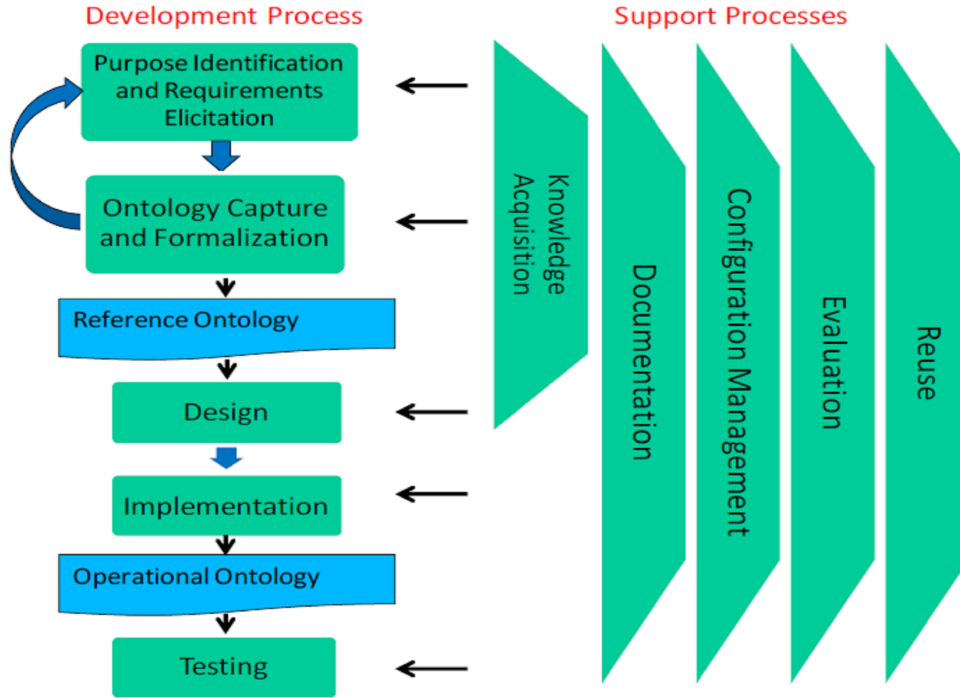 Development Process
Support Processes
Purpose Identification
and Requirements
Elicitation
Ontology Capture
and Formalization
Reference Ontology
Design
Implementation
Operational Ontology
Testing
Knowledge
Acquisition
Documentation
Configuration Management
Evaluation
Reuse